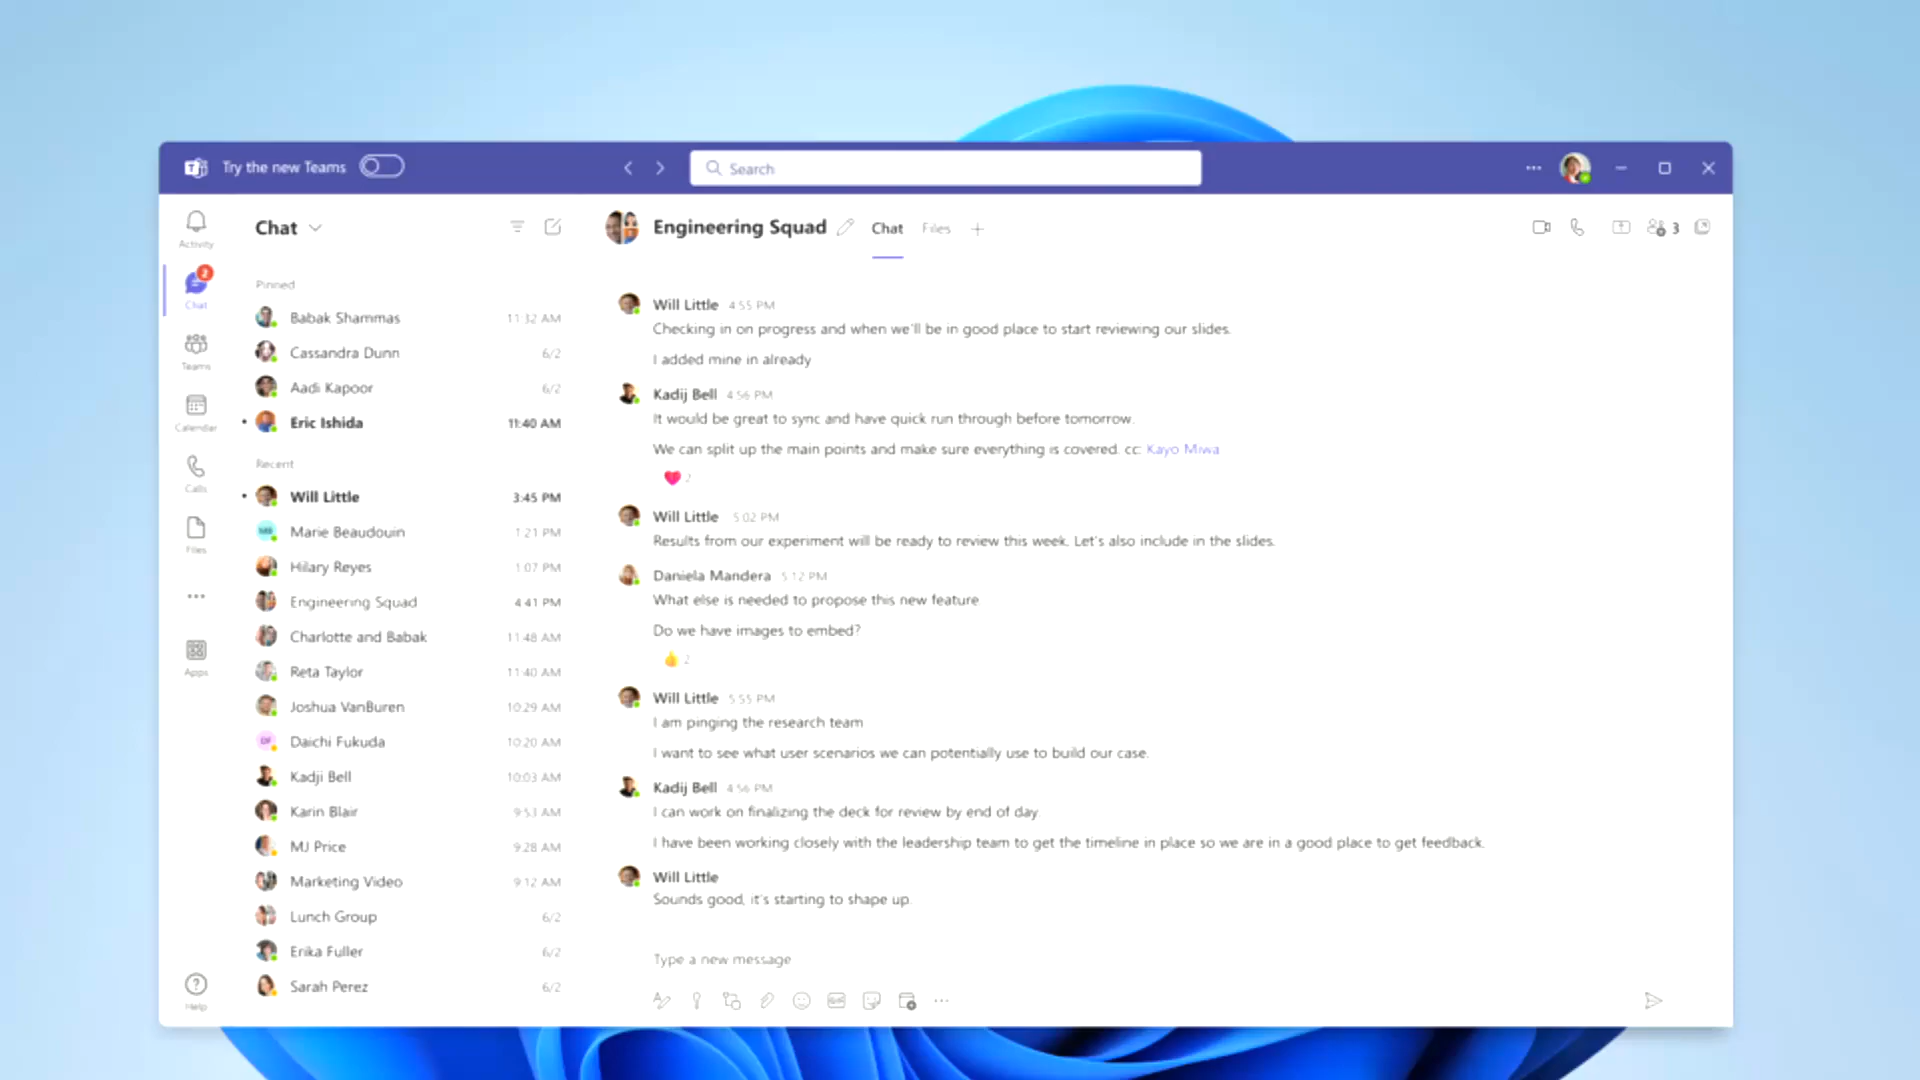 Try the new Teams
Search
Activity
Chat
Teams
Calendar
Calls
Files
Apps
Help
2
Chat
Pinned
Babak Shammas 11:32 AM
Cassandra Dunn 6/2
Aadi Kapoor 6/2
Eric Ishida 11:40 AM
Recent
Will Little 3:45 PM
MB Marie Beaudouin 1:21 PM
Hilary Reyes 1:07 PM
Engineering Squad 4:41 PM
Charlotte and Babak 11:48 AM
Reta Taylor 11:40 AM
Joshua VanBuren 10:29 AM
DF Daichi Fukuda 10:20 AM
Kadji Bell 10:03 AM
Karin Blair 9:53 AM
MJ Price 9:28 AM
Marketing Video 9:12 AM
Lunch Group 6/2
Erika Fuller 6/2
Sarah Perez 6/2
Engineering Squad Chat Files 3
Will Little 4:55 PM
Checking in on progress and when we'll be in good place to start reviewing our slides.
I added mine in already
Kadij Bell 4:56 PM
It would be great to sync and have quick run through before tomorrow.
We can split up the main points and make sure everything is covered. cc: Kayo Miwa
2
Will Little 5:02 PM
Results from our experiment will be ready to review this week. Let's also include in the slides.
Daniela Mandera 5:12 PM
What else is needed to propose this new feature
Do we have images to embed?
2
Will Little 5:55 PM
I am pinging the research team
I want to see what user scenarios we can potentially use to build our case.
Kadij Bell 4:56 PM
I can work on finalizing the deck for review by end of day
I have been working closely with the leadership team to get the timeline in place so we are in a good place to get feedback.
Will Little
Sounds good, it's starting to shape up.
Type a new message
GIF